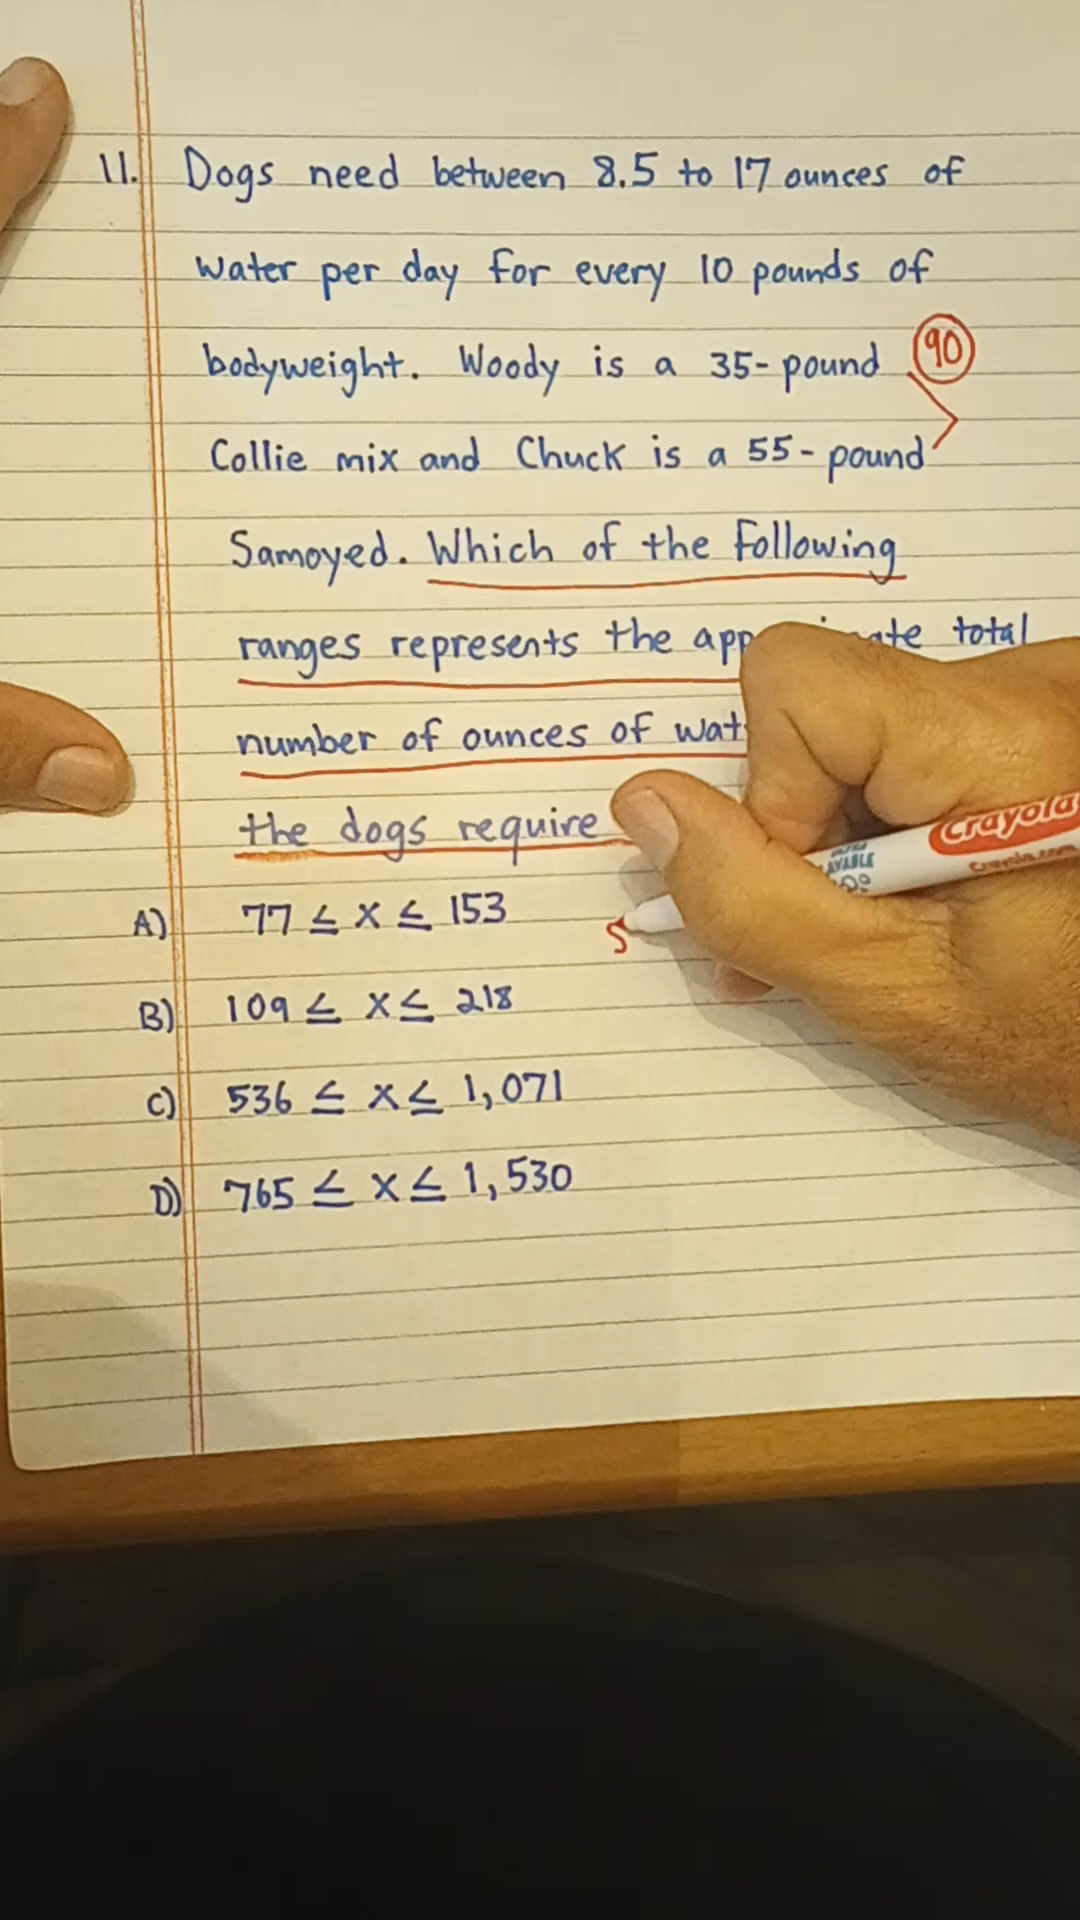 11. Dogs need between 8.5 to 17 ounces of
water per day for every 10 pounds of
bodyweight. Woody is a 35-pound 90
Collie mix and Chuck is a 55-pound
Samoyed. Which of the following
ranges represents the total
number of ounces of
the dogs require
A) 77 ≤ x ≤ 153
S
B) 109 ≤ x ≤ 218
C) 536 ≤ x ≤ 1,071
D) 765 ≤ x ≤ 1,530
Crayola